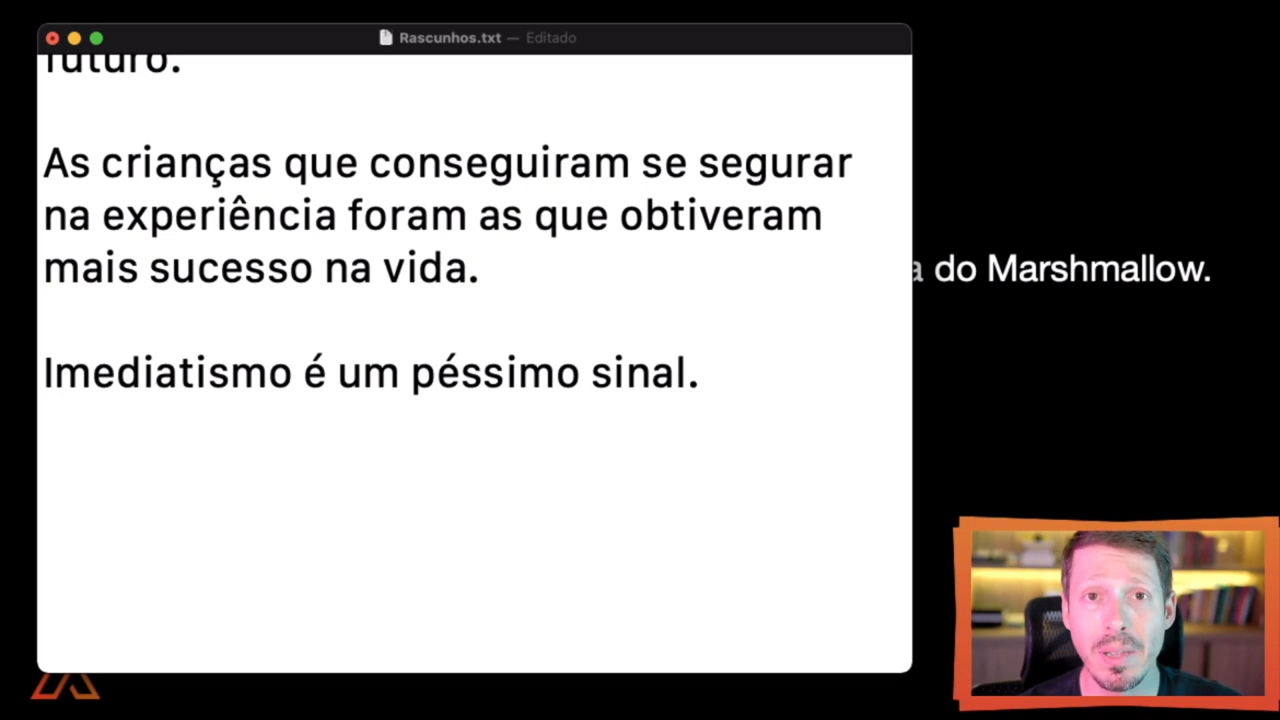 Rascunhos.txt — Editado
futuro.
As crianças que conseguiram se segurar
na experiência foram as que obtiveram
mais sucesso na vida.
Imediatismo é um péssimo sinal.
do Marshmallow.